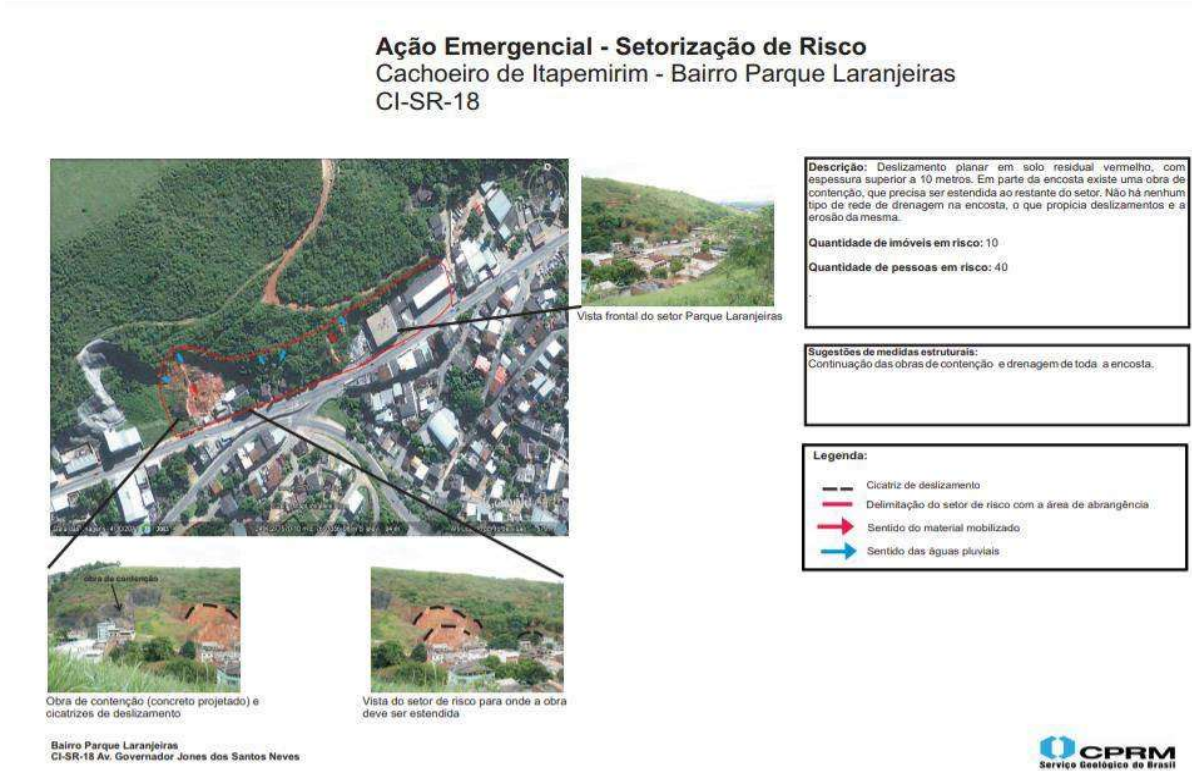 Ação Emergencial - Setorização de Risco
Cachoeiro de Itapemirim - Bairro Parque Laranjeiras
CI-SR-18
Descrição: Deslizamento planar em solo residual vermelho, com
espessura superior a 10 metros. Em parte da encosta existe uma obra de
contenção, que precisa ser estendida ao restante do setor. Não há nenhum
tipo de rede de drenagem na encosta, o que propicia deslizamentos e a
erosão da mesma.
Quantidade de imóveis em risco: 10
Quantidade de pessoas em risco: 40
.
Vista frontal do setor Parque Laranjeiras
Sugestões de medidas estruturais:
Continuação das obras de contenção e drenagem de toda a encosta.
Legenda:
Cicatriz de deslizamento
Delimitação do setor de risco com a área de abrangência
Sentido do material mobilizado
Sentido das águas pluviais
obra de contenção
Obra de contenção (concreto projetado) e
cicatrizes de deslizamento
Vista do setor de risco para onde a obra
deve ser estendida
Bairro Parque Laranjeiras
CI-SR-18 Av. Governador Jones dos Santos Neves
CPRM
Serviço Geológico do Brasil